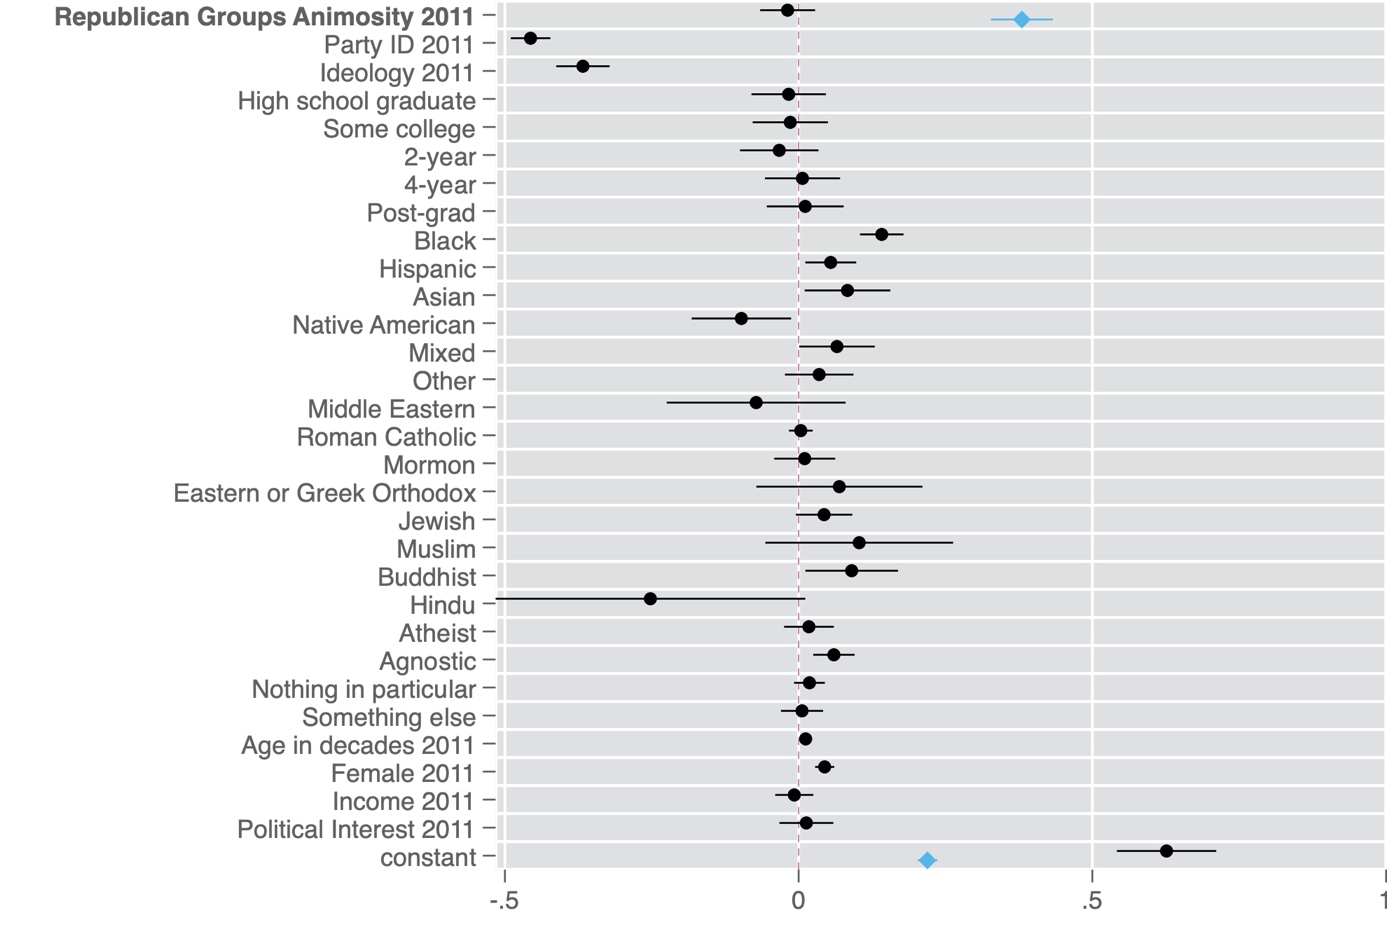 Republican Groups Animosity 2011
Party ID 2011
Ideology 2011
High school graduate
Some college
2-year
4-year
Post-grad
Black
Hispanic
Asian
Native American
Mixed
Other
Middle Eastern
Roman Catholic
Mormon
Eastern or Greek Orthodox
Jewish
Muslim
Buddhist
Hindu
Atheist
Agnostic
Nothing in particular
Something else
Age in decades 2011
Female 2011
Income 2011
Political Interest 2011
constant
-.5 0 .5 1